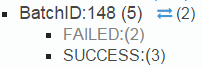 BatchID:148 (5) ⇄ (2)
FAILED:(2)
SUCCESS:(3)